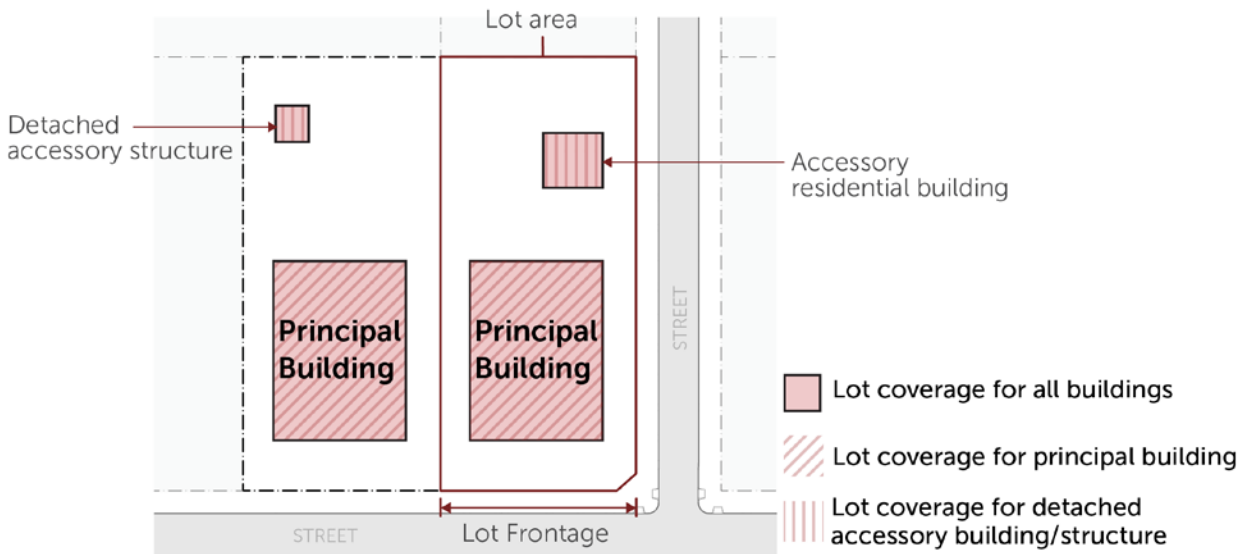 Lot area
Detached
accessory structure
Accessory
residential building
Principal
Building
Principal
Building
STREET
Lot coverage for all buildings
Lot coverage for principal building
Lot coverage for detached
accessory building/structure
STREET
Lot Frontage